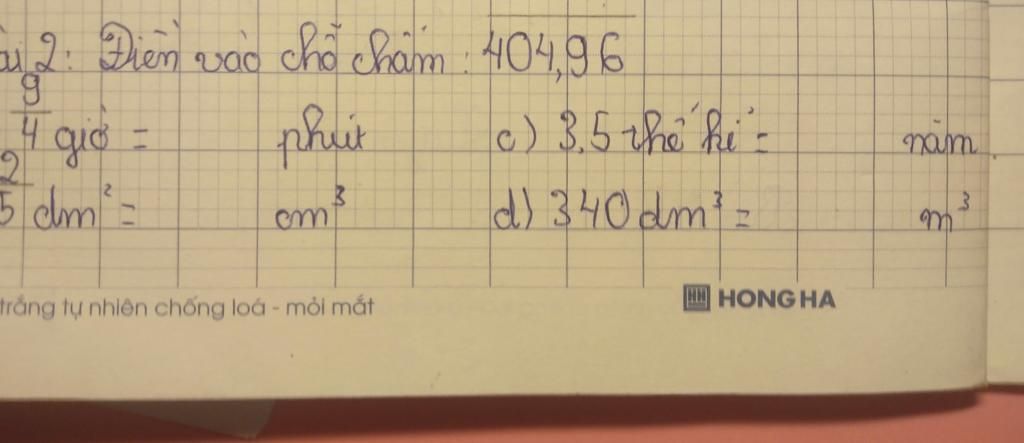 2: Điền vào chỗ chấm: 404,96
9/4 giờ = phút c) 3,5 thế kỉ = năm
2/5 dm² = cm³ d) 340 dm³ = m³
trắng tự nhiên chống loá - mỏi mắt HH HONG HA